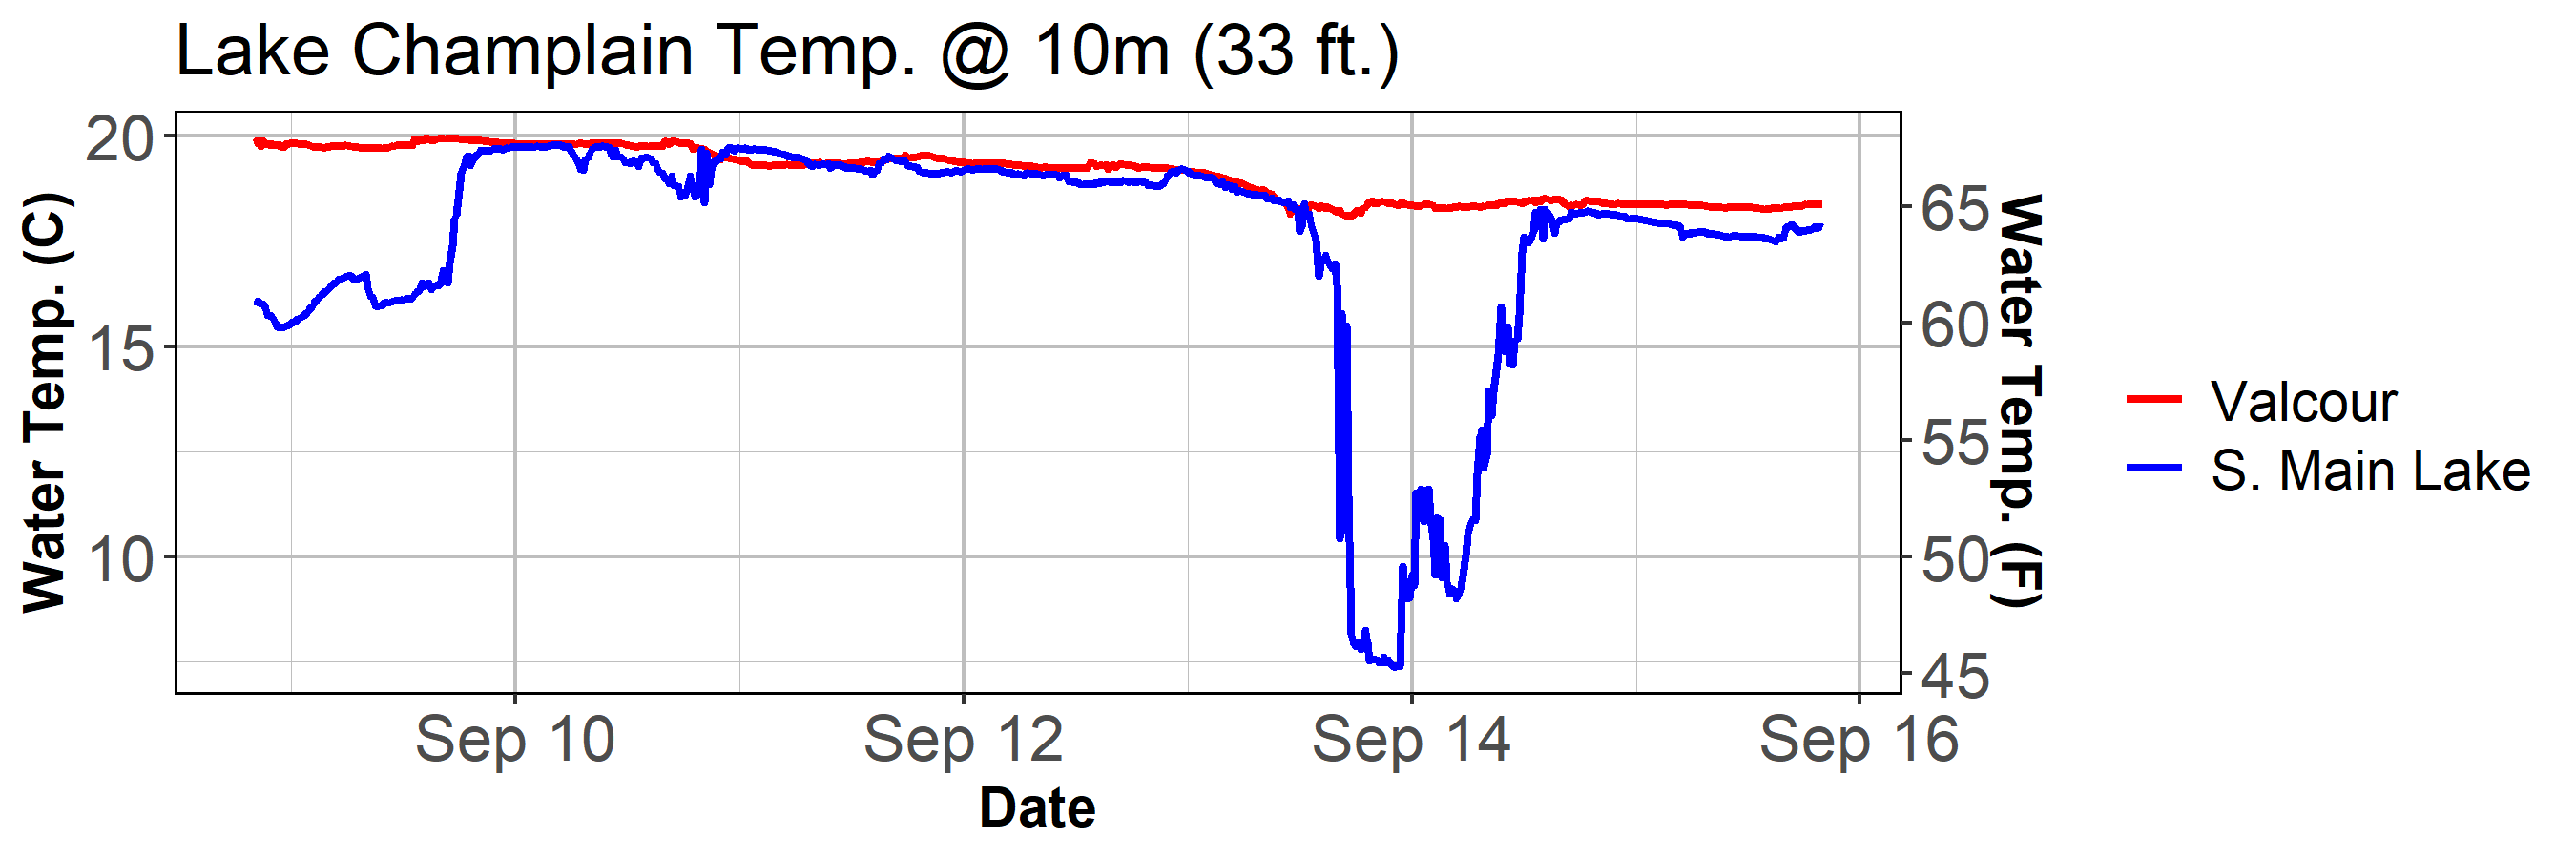 Lake Champlain Temp. @ 10m (33 ft.)
Water Temp. (C)
20
15
10
65
60
55
50
45
Water Temp. (F)
Sep 10
Sep 12
Sep 14
Sep 16
Date
Valcour
S. Main Lake